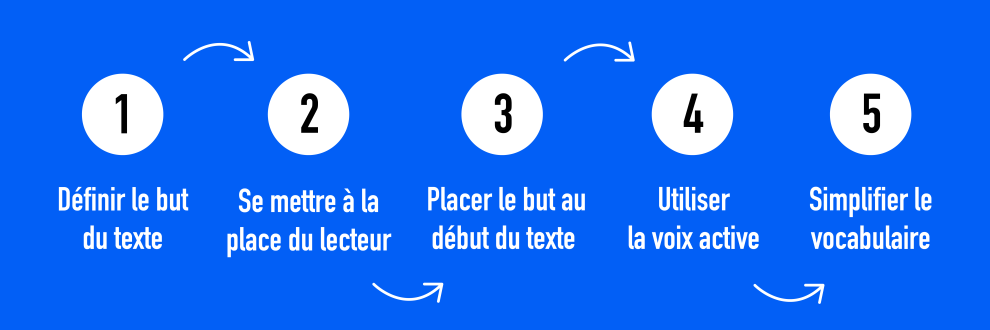 1
Définir le but
du texte
2
Se mettre à la
place du lecteur
3
Placer le but au
début du texte
4
Utiliser
la voix active
5
Simplifier le
vocabulaire